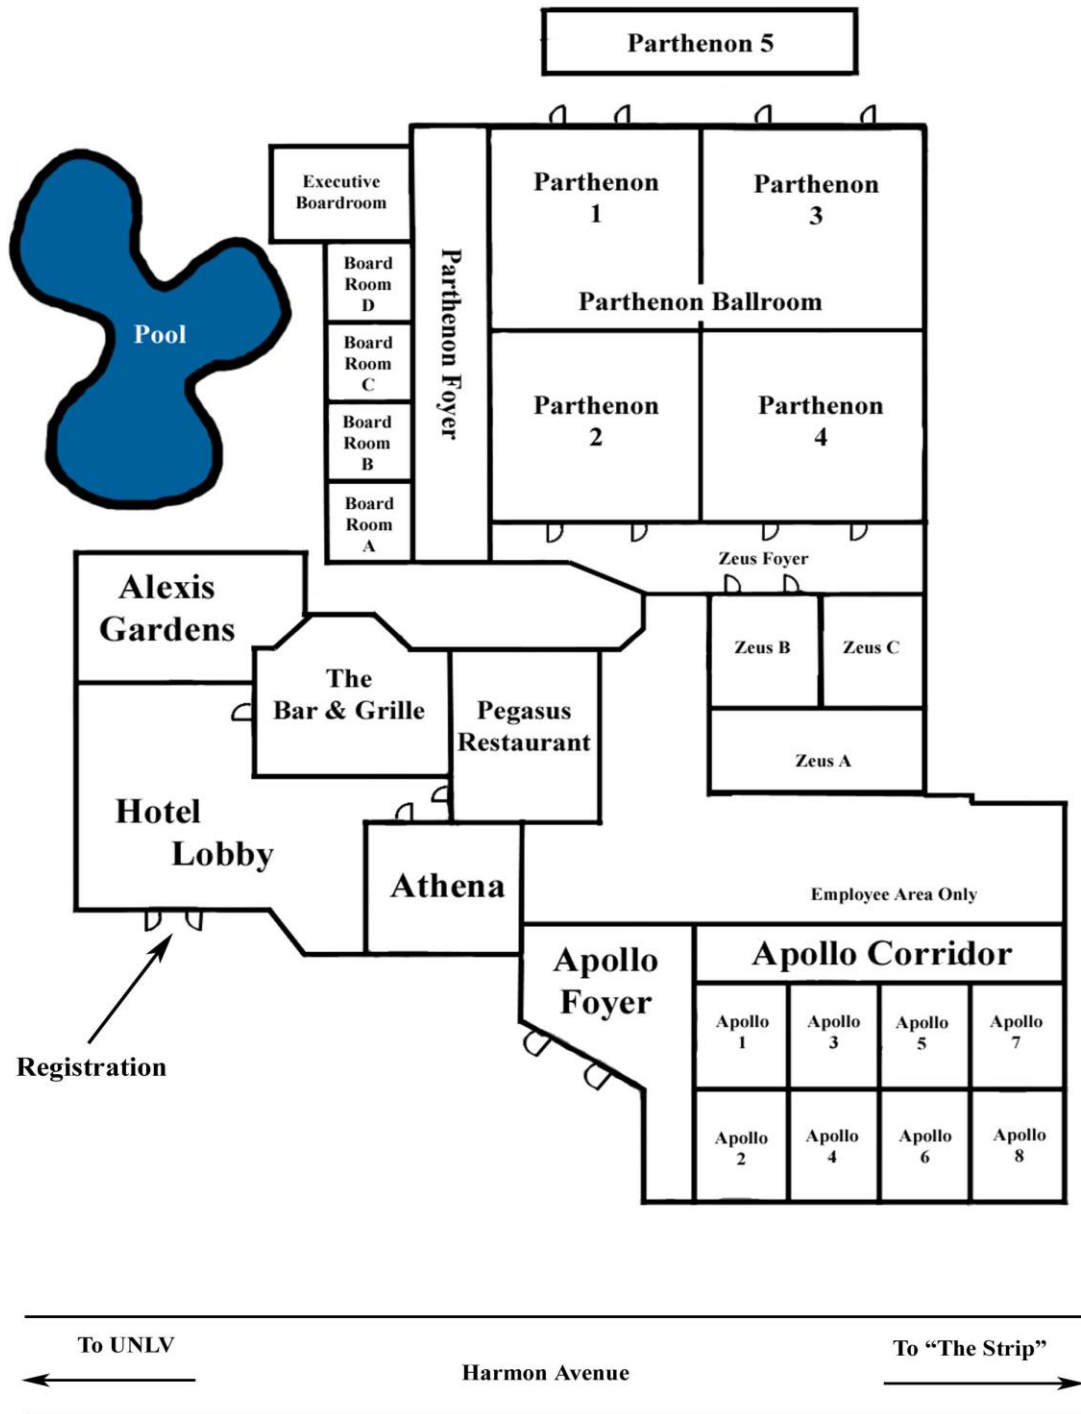 Parthenon 5
Executive
Boardroom
Parthenon
1
Parthenon
3
Board
Room
D
Parthenon Foyer
Parthenon Ballroom
Pool
Board
Room
C
Parthenon
2
Parthenon
4
Board
Room
B
Board
Room
A
Zeus Foyer
Alexis
Gardens
Zeus B
Zeus C
The
Bar & Grille
Pegasus
Restaurant
Zeus A
Hotel
Lobby
Athena
Employee Area Only
Apollo
Foyer
Apollo Corridor
Registration
Apollo
1
Apollo
3
Apollo
5
Apollo
7
Apollo
2
Apollo
4
Apollo
6
Apollo
8
To UNLV
Harmon Avenue
To “The Strip”